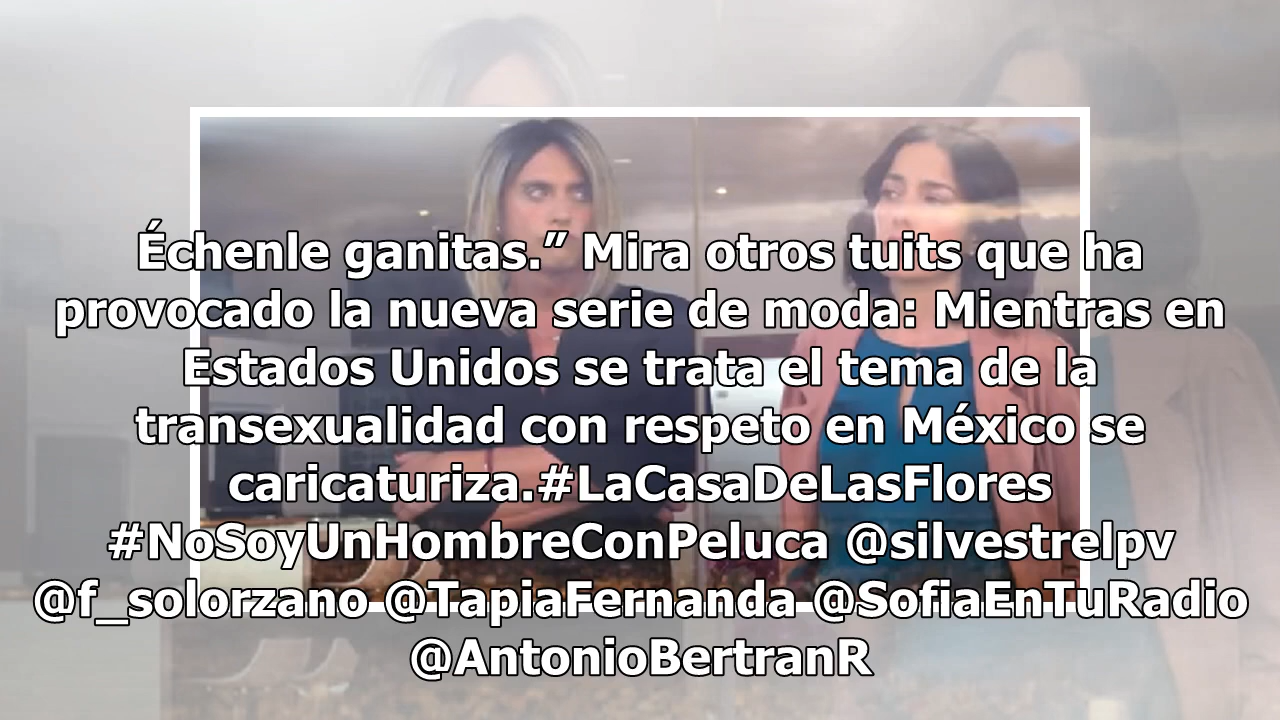 Échenle ganitas.” Mira otros tuits que ha
provocado la nueva serie de moda: Mientras en
Estados Unidos se trata el tema de la
transexualidad con respeto en México se
caricaturiza.#LaCasaDeLasFlores
#NoSoyUnHombreConPeluca @silvestrelpv
@f_solorzano @TapiaFernanda @SofiaEnTuRadio
@AntonioBertranR